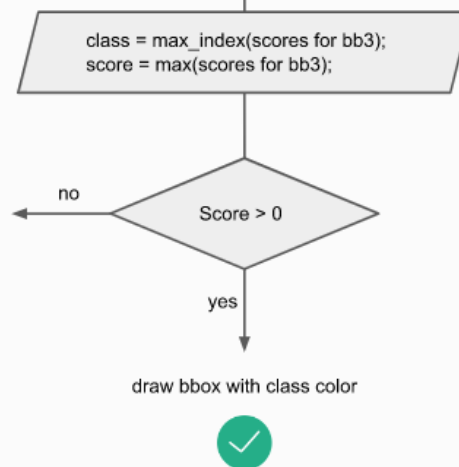 class = max_index(scores for bb3);
score = max(scores for bb3);
Score > 0
no
yes
draw bbox with class color